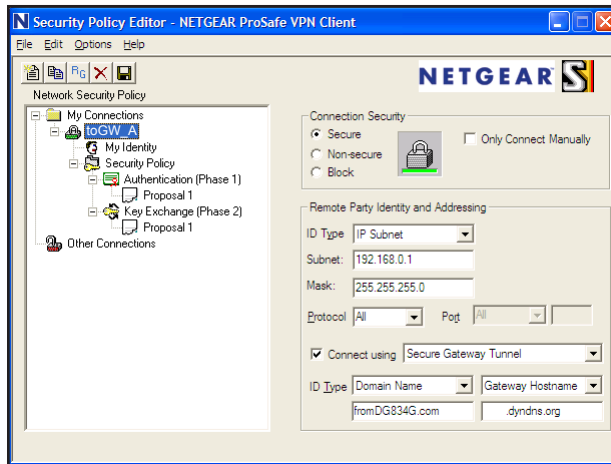 Security Policy Editor - NETGEAR ProSafe VPN Client
File Edit Options Help
NETGEAR
Network Security Policy
My Connections
toGW_A
My Identity
Security Policy
Authentication (Phase 1)
Proposal 1
Key Exchange (Phase 2)
Proposal 1
Other Connections
Connection Security
Secure
Non-secure
Block
Only Connect Manually
Remote Party Identity and Addressing
ID Type IP Subnet
Subnet: 192.168.0.1
Mask: 255.255.255.0
Protocol All Port All
Connect using Secure Gateway Tunnel
ID Type Domain Name Gateway Hostname
fromDG834G.com .dyndns.org